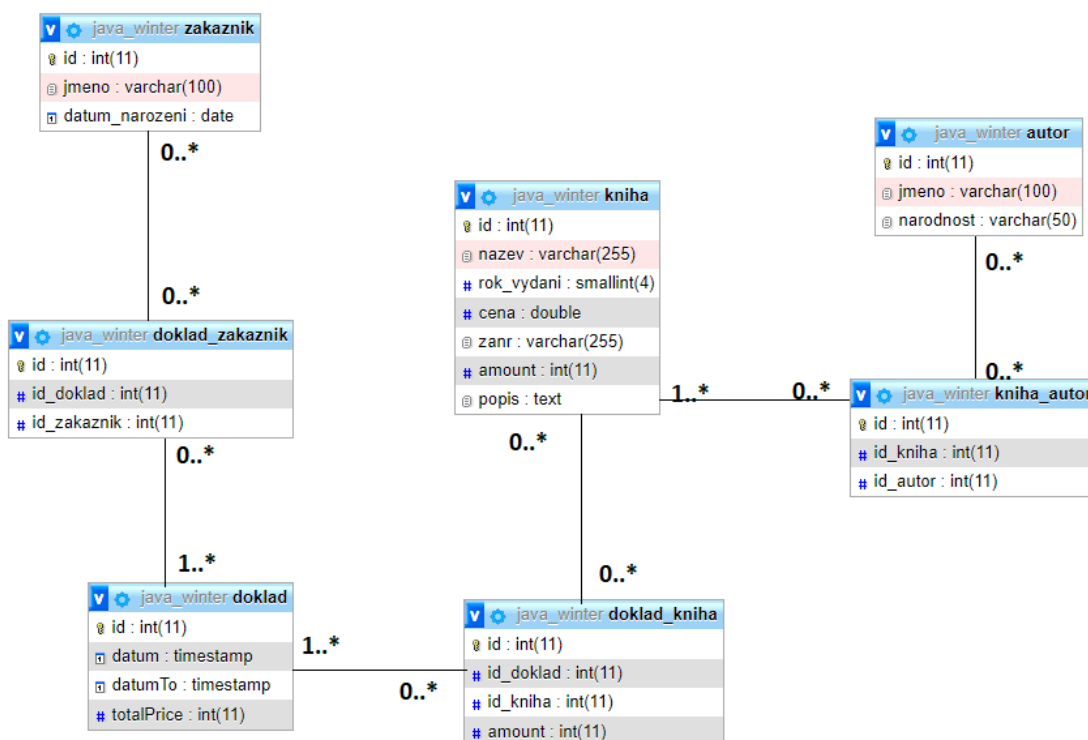 java_winter zakaznik
id : int(11)
jmeno : varchar(100)
datum_narozeni : date
0..*
0..*
java_winter doklad_zakaznik
id : int(11)
id_doklad : int(11)
id_zakaznik : int(11)
0..*
1..*
java_winter doklad
id : int(11)
datum : timestamp
datumTo : timestamp
totalPrice : int(11)
1..*
0..*
java_winter kniha
id : int(11)
nazev : varchar(255)
rok_vydani : smallint(4)
cena : double
zanr : varchar(255)
amount : int(11)
popis : text
0..*
0..*
java_winter doklad_kniha
id : int(11)
id_doklad : int(11)
id_kniha : int(11)
amount : int(11)
1..*
0..*
java_winter autor
id : int(11)
jmeno : varchar(100)
narodnost : varchar(50)
0..*
0..*
java_winter kniha_autor
id : int(11)
id_kniha : int(11)
id_autor : int(11)